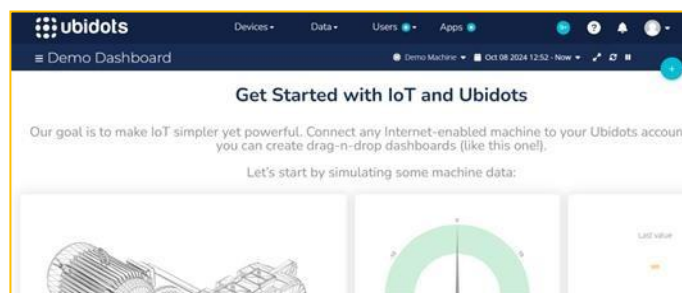 ubidots Devices Data Users Apps
Demo Dashboard Demo Machine Oct 08 2024 12:52 - Now
Get Started with IoT and Ubidots
Our goal is to make IoT simpler yet powerful. Connect any Internet-enabled machine to your Ubidots accoun
you can create drag-n-drop dashboards (like this one!).
Let's start by simulating some machine data:
Last value